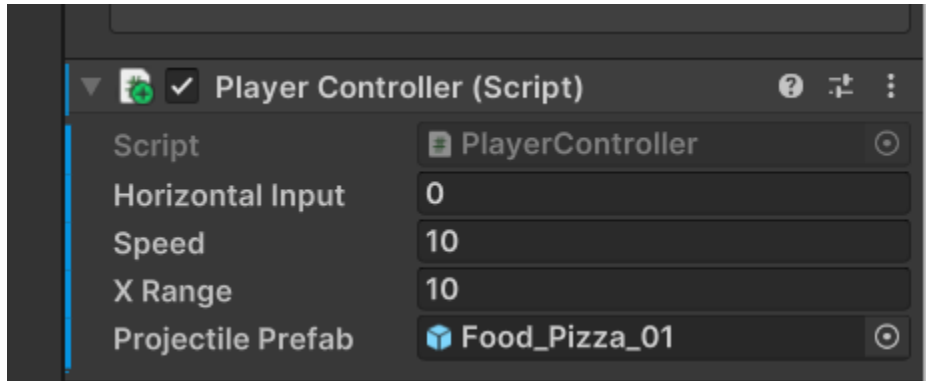 Player Controller (Script)
Script PlayerController
Horizontal Input 0
Speed 10
X Range 10
Projectile Prefab Food_Pizza_01